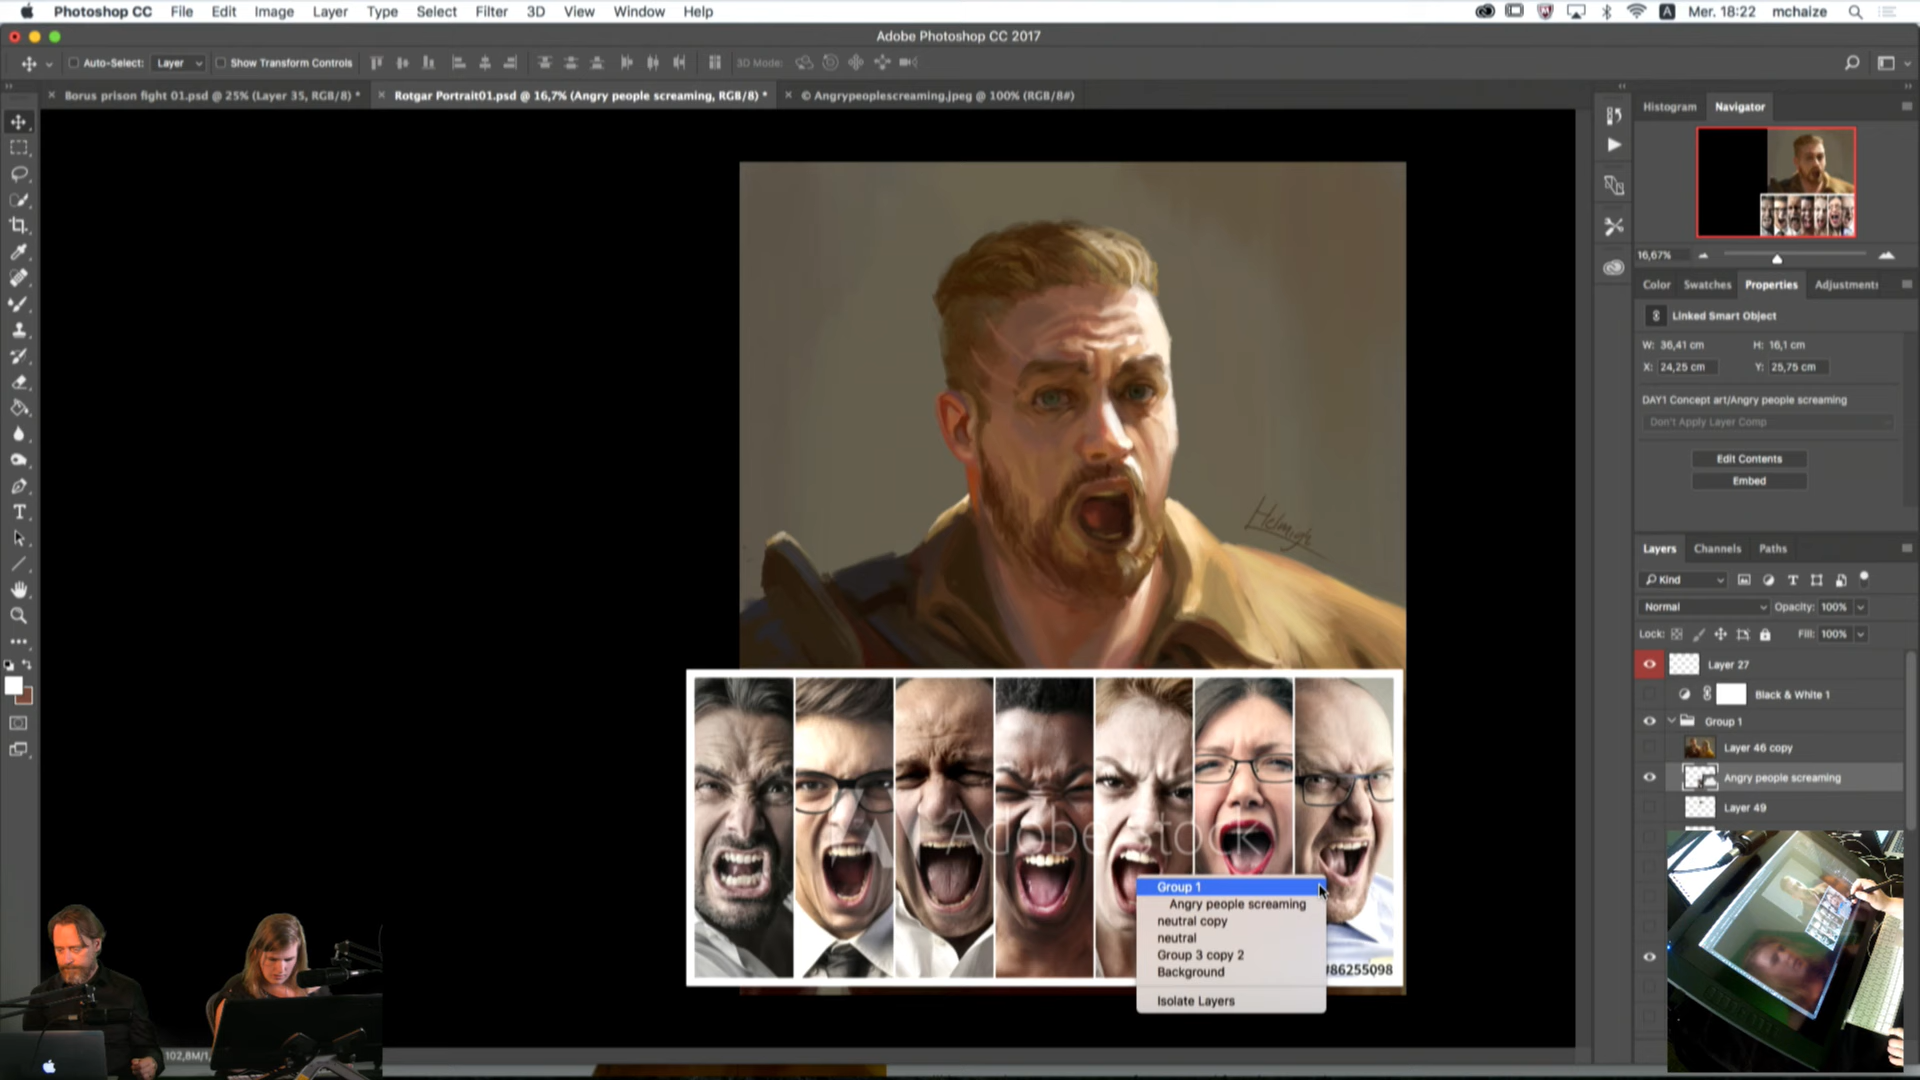 Photoshop CC File Edit Image Layer Type Select Filter 3D View Window Help A Mer. 18:22 mchaize
Adobe Photoshop CC 2017
Auto-Select: Layer Show Transform Controls 3D Mode:
Borus prison fight 01.psd @ 25% (Layer 35, RGB/8) *
Rotgar Portrait01.psd @ 16,7% (Angry people screaming, RGB/8) *
© Angrypeoplescreaming.jpeg @ 100% (RGB/8#)
Histogram Navigator
16,67%
Color Swatches Properties Adjustments
Linked Smart Object
W: 36,41 cm H: 16,1 cm
X: 24,25 cm Y: 25,75 cm
DAY1 Concept art/Angry people screaming
Don't Apply Layer Comp
Edit Contents
Embed
Layers Channels Paths
Kind
Normal Opacity: 100%
Lock: Fill: 100%
Layer 27
Black & White 1
Group 1
Layer 46 copy
Angry people screaming
Layer 49
Helmigh
Adobe Stock
Group 1
Angry people screaming
neutral copy
neutral
Group 3 copy 2
Background
Isolate Layers
#86255098
102,8M/1,